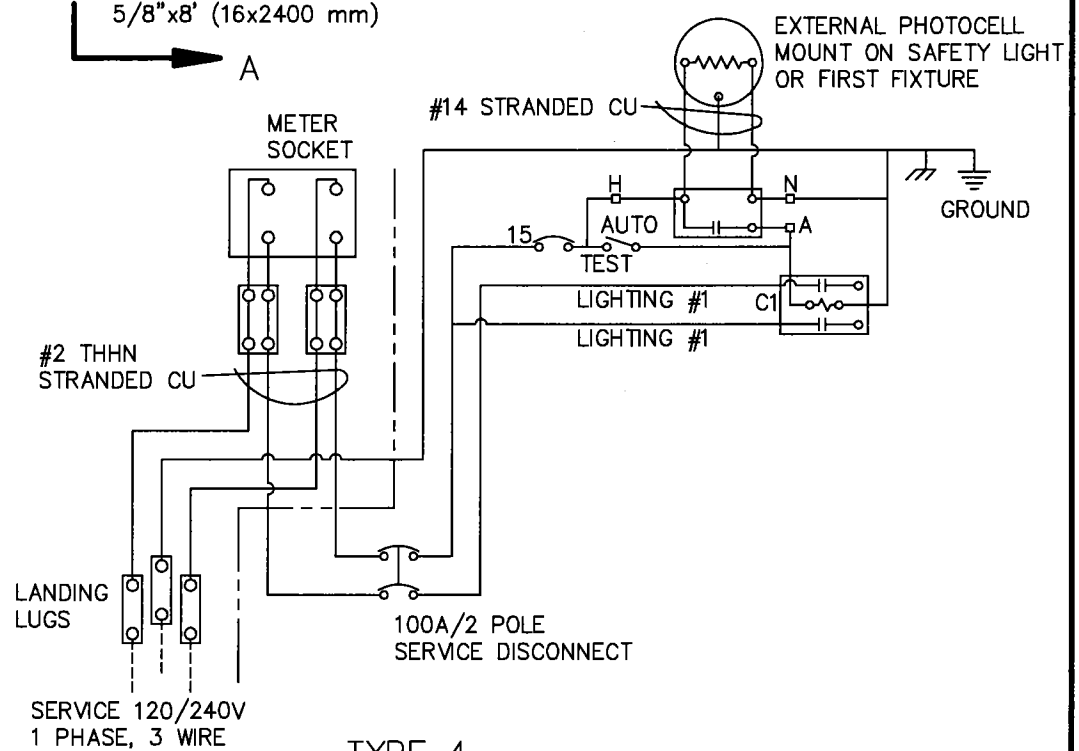 5/8"x8' (16x2400 mm)
A
EXTERNAL PHOTOCELL
MOUNT ON SAFETY LIGHT
OR FIRST FIXTURE
#14 STRANDED CU
METER
SOCKET
H
N
GROUND
15
AUTO
A
TEST
LIGHTING #1
C1
LIGHTING #1
#2 THHN
STRANDED CU
LANDING
LUGS
100A/2 POLE
SERVICE DISCONNECT
SERVICE 120/240V
1 PHASE, 3 WIRE
TYPE 4